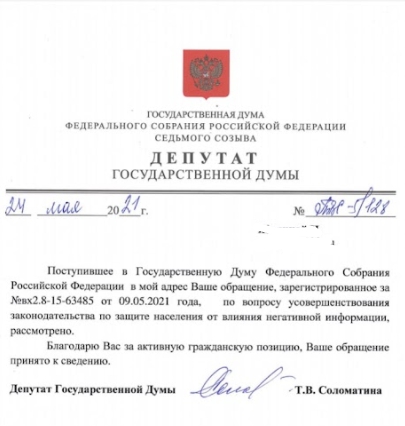 ГОСУДАРСТВЕННАЯ ДУМА
ФЕДЕРАЛЬНОГО СОБРАНИЯ РОССИЙСКОЙ ФЕДЕРАЦИИ
СЕДЬМОГО СОЗЫВА
ДЕПУТАТ
ГОСУДАРСТВЕННОЙ ДУМЫ
24 мая 2021 г. № 5/128
Поступившее в Государственную Думу Федерального Собрания
Российской Федерации в мой адрес Ваше обращение, зарегистрированное за
№вх2.8-15-63485 от 09.05.2021 года, по вопросу усовершенствования
законодательства по защите населения от влияния негативной информации,
рассмотрено.
Благодарю Вас за активную гражданскую позицию, Ваше обращение
принято к сведению.
Депутат Государственной Думы Т.В. Соломатина